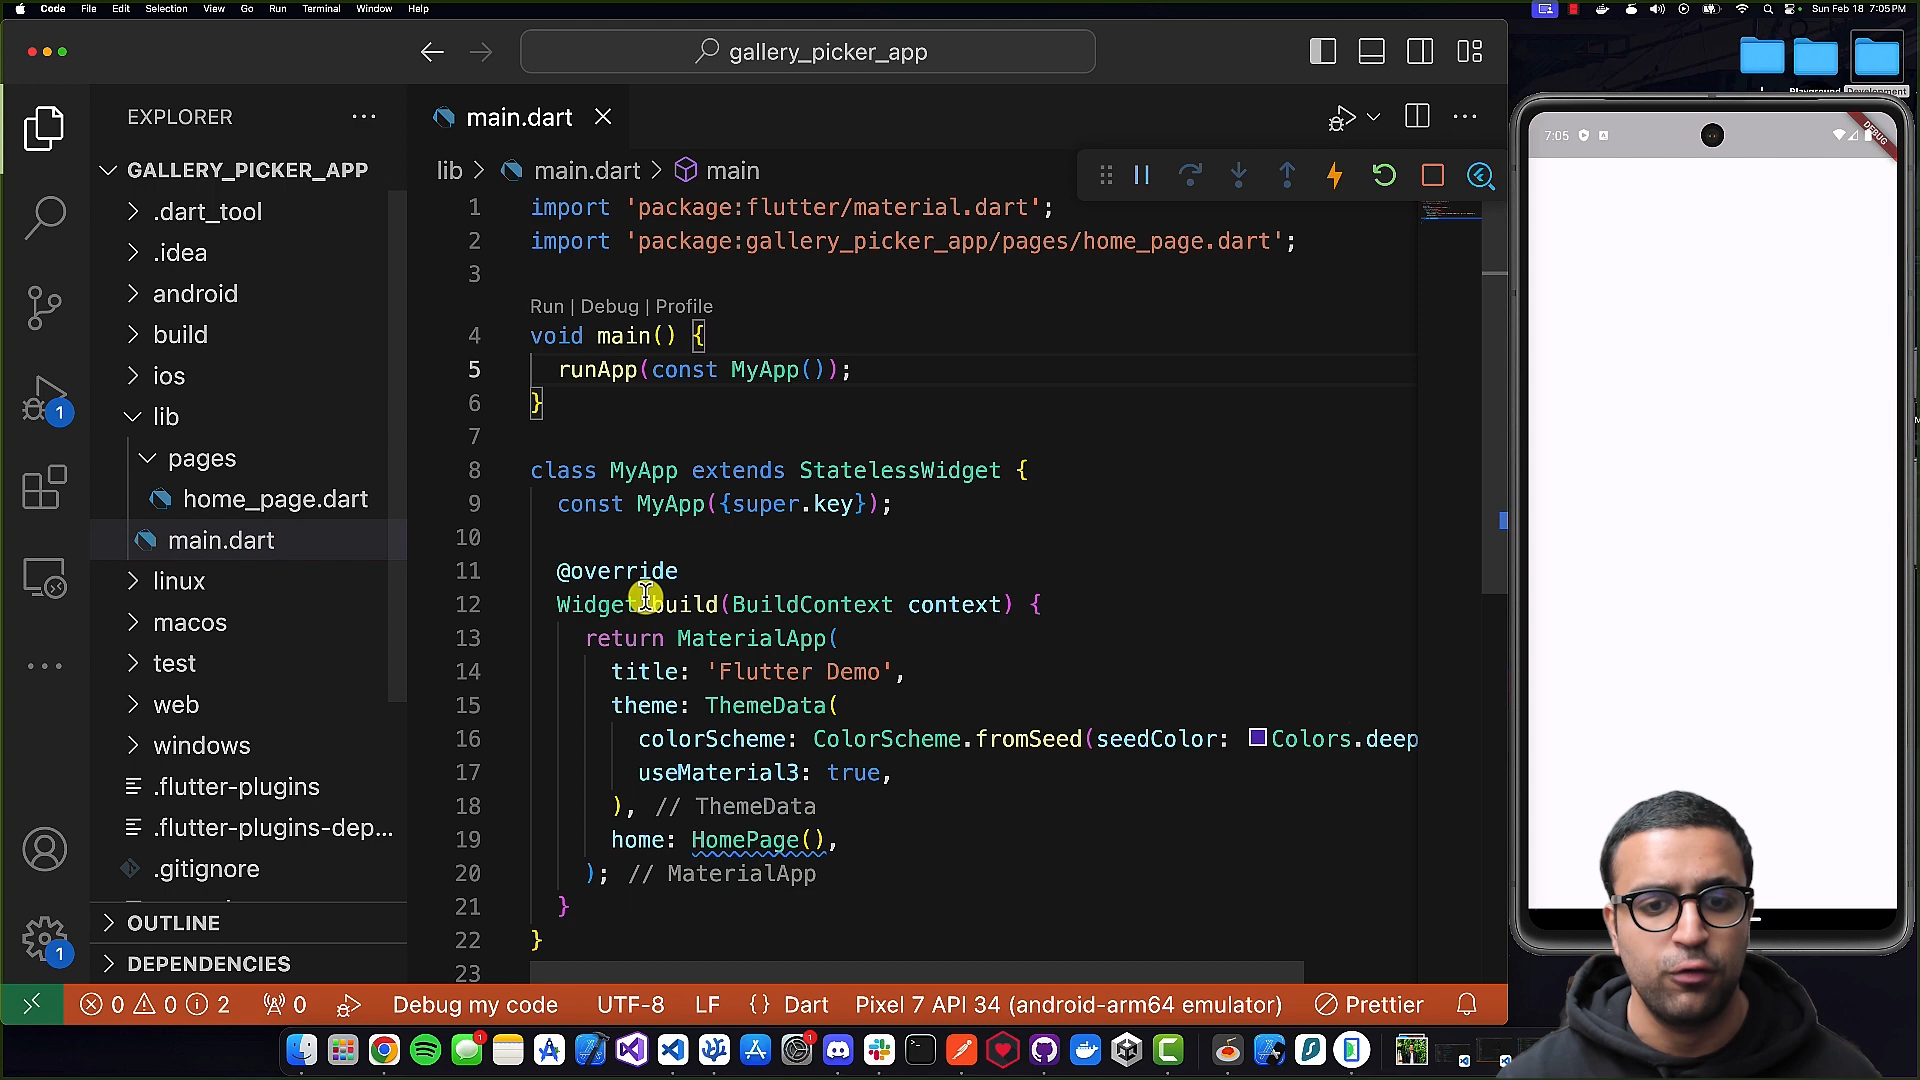 Code File Edit Selection View Go Run Terminal Window Help
Sun Feb 18 7:05 PM
gallery_picker_app
Development
EXPLORER
main.dart
GALLERY_PICKER_APP
lib > main.dart > main
.dart_tool
.idea
android
build
ios
lib
pages
home_page.dart
main.dart
linux
macos
test
web
windows
.flutter-plugins
.flutter-plugins-dep...
.gitignore
OUTLINE
DEPENDENCIES
1
1
1 import 'package:flutter/material.dart';
2 import 'package:gallery_picker_app/pages/home_page.dart';
3
Run | Debug | Profile
4 void main() {
5 runApp(const MyApp());
6 }
7
8 class MyApp extends StatelessWidget {
9 const MyApp({super.key});
10
11 @override
12 Widget build(BuildContext context) {
13 return MaterialApp(
14 title: 'Flutter Demo',
15 theme: ThemeData(
16 colorScheme: ColorScheme.fromSeed(seedColor: Colors.deep
17 useMaterial3: true,
18 ), // ThemeData
19 home: HomePage(),
20 ); // MaterialApp
21 }
22 }
23
7:05
DEBUG
0 0 2 0 Debug my code UTF-8 LF {} Dart Pixel 7 API 34 (android-arm64 emulator) Prettier
1
1